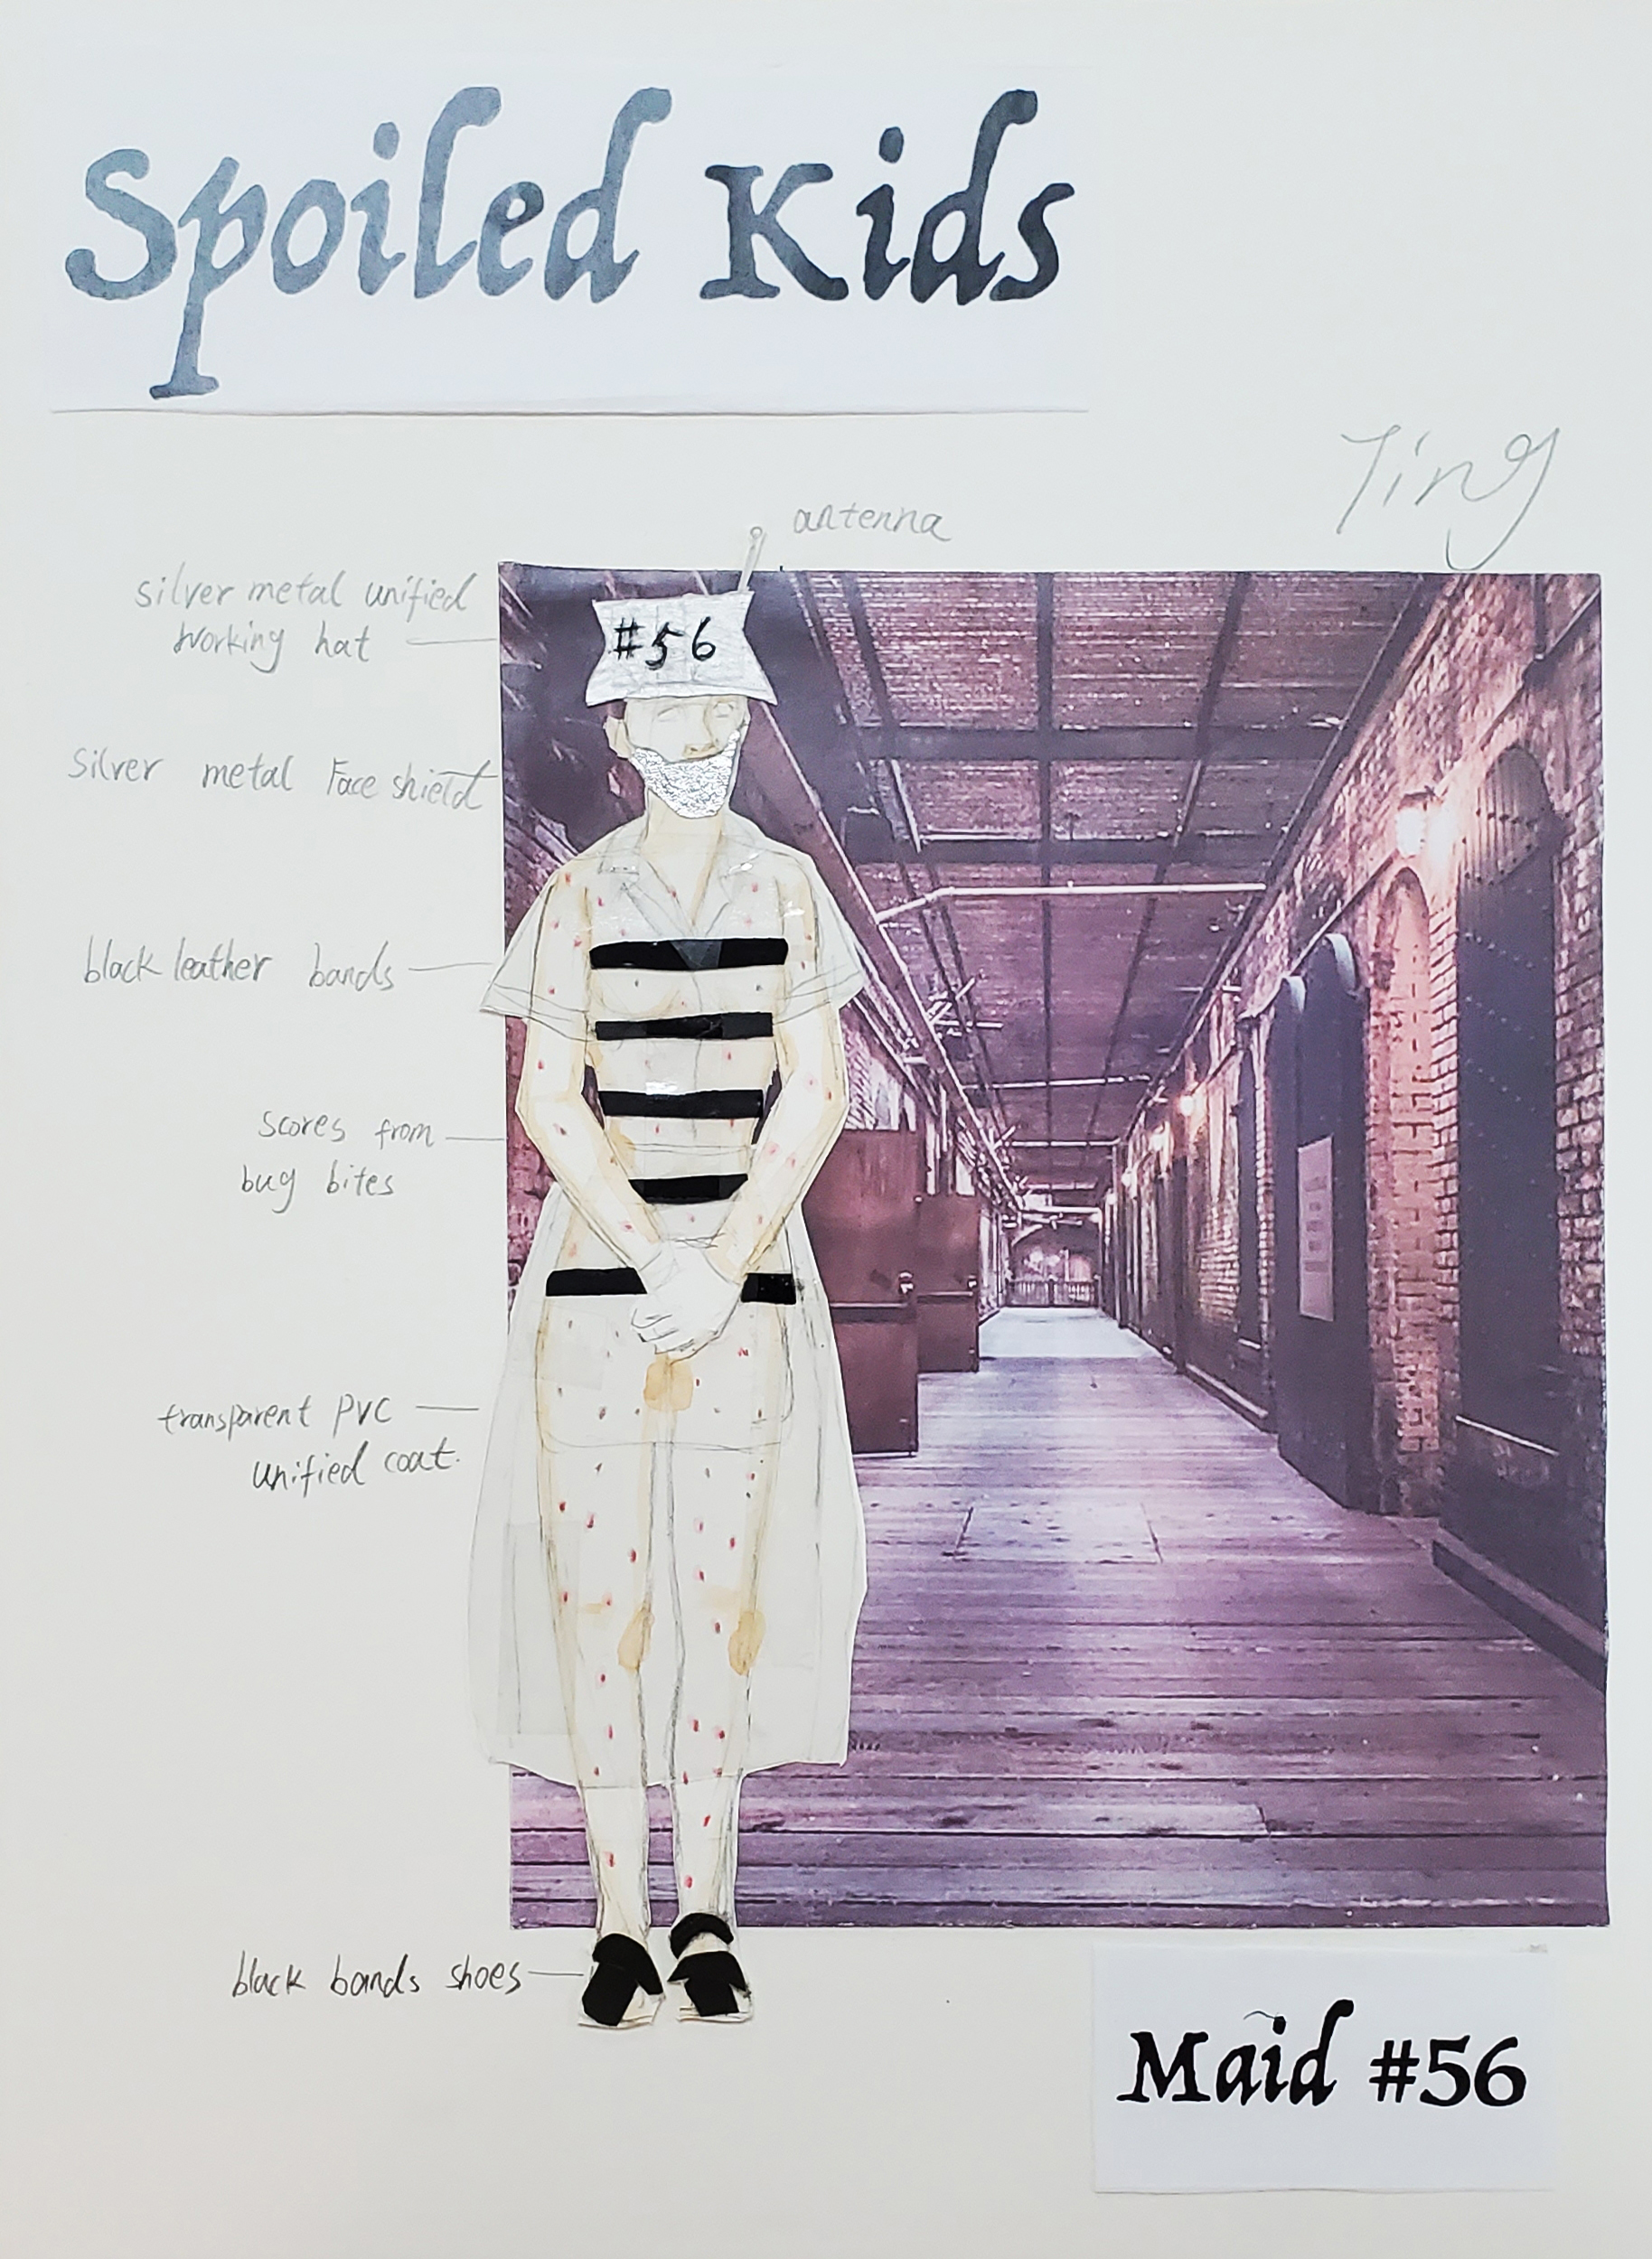 Spoiled Kids
Ting
antenna
silver metal unified
working hat
#56
silver metal Face shield
black leather bands
scores from
bug bites
transparent PVC
unified coat.
black bands shoes
Maid #56